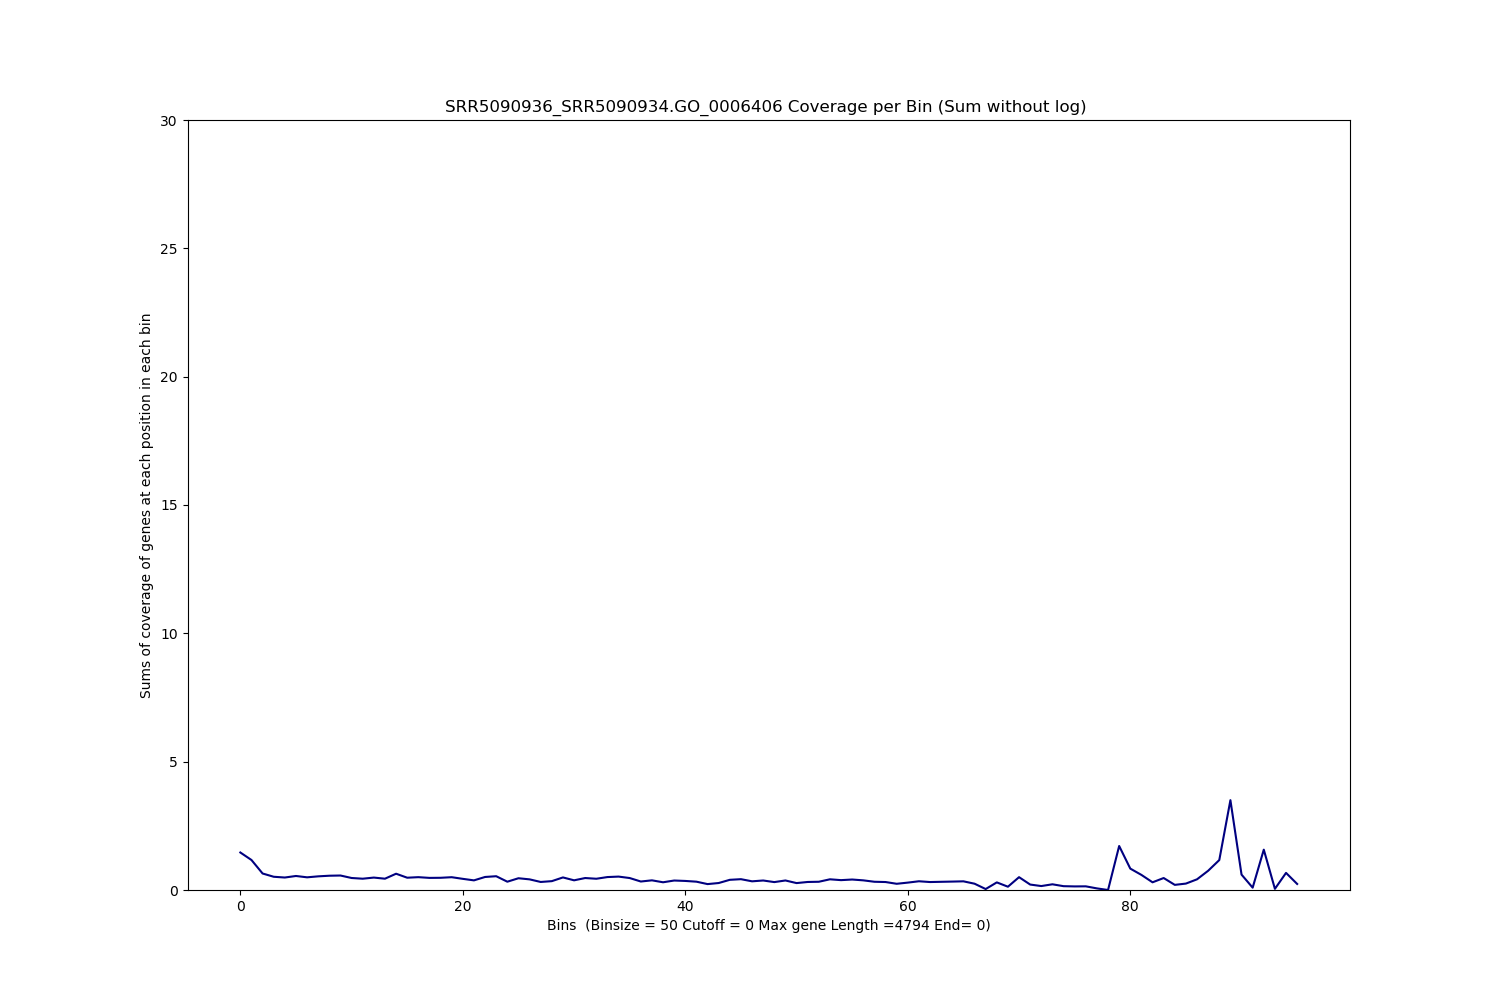 SRR5090936_SRR5090934.GO_0006406 Coverage per Bin (Sum without log)
30
25
20
15
10
5
0
Sums of coverage of genes at each position in each bin
0 20 40 60 80
Bins  (Binsize = 50 Cutoff = 0 Max gene Length =4794 End= 0)